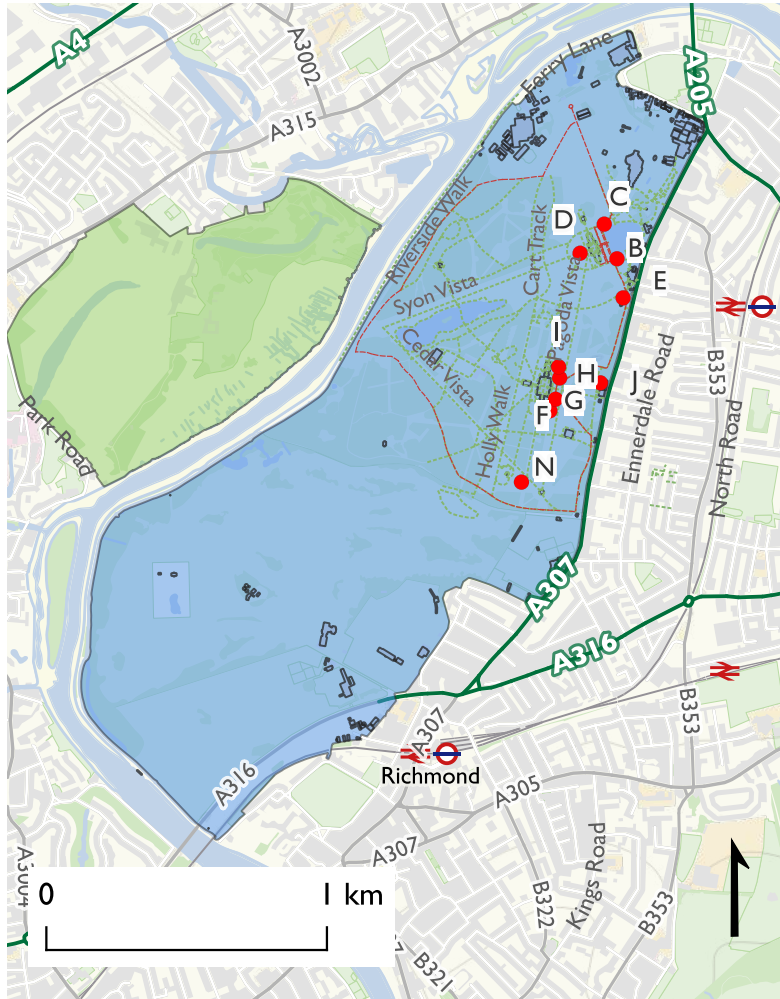 A4
A3002
A315
Ferry Lane
A205
Riverside Walk
Cart Track
C
D
B
E
Syon Vista
Pagoda Vista
Cedar Vista
I
H
J
G
F
Holly Walk
N
B353
Ennerdale Road
North Road
Park Road
A307
A316
B353
A307
A316
Richmond
A305
A307
A3004
Kings Road
B322
B353
B321
0 1 km